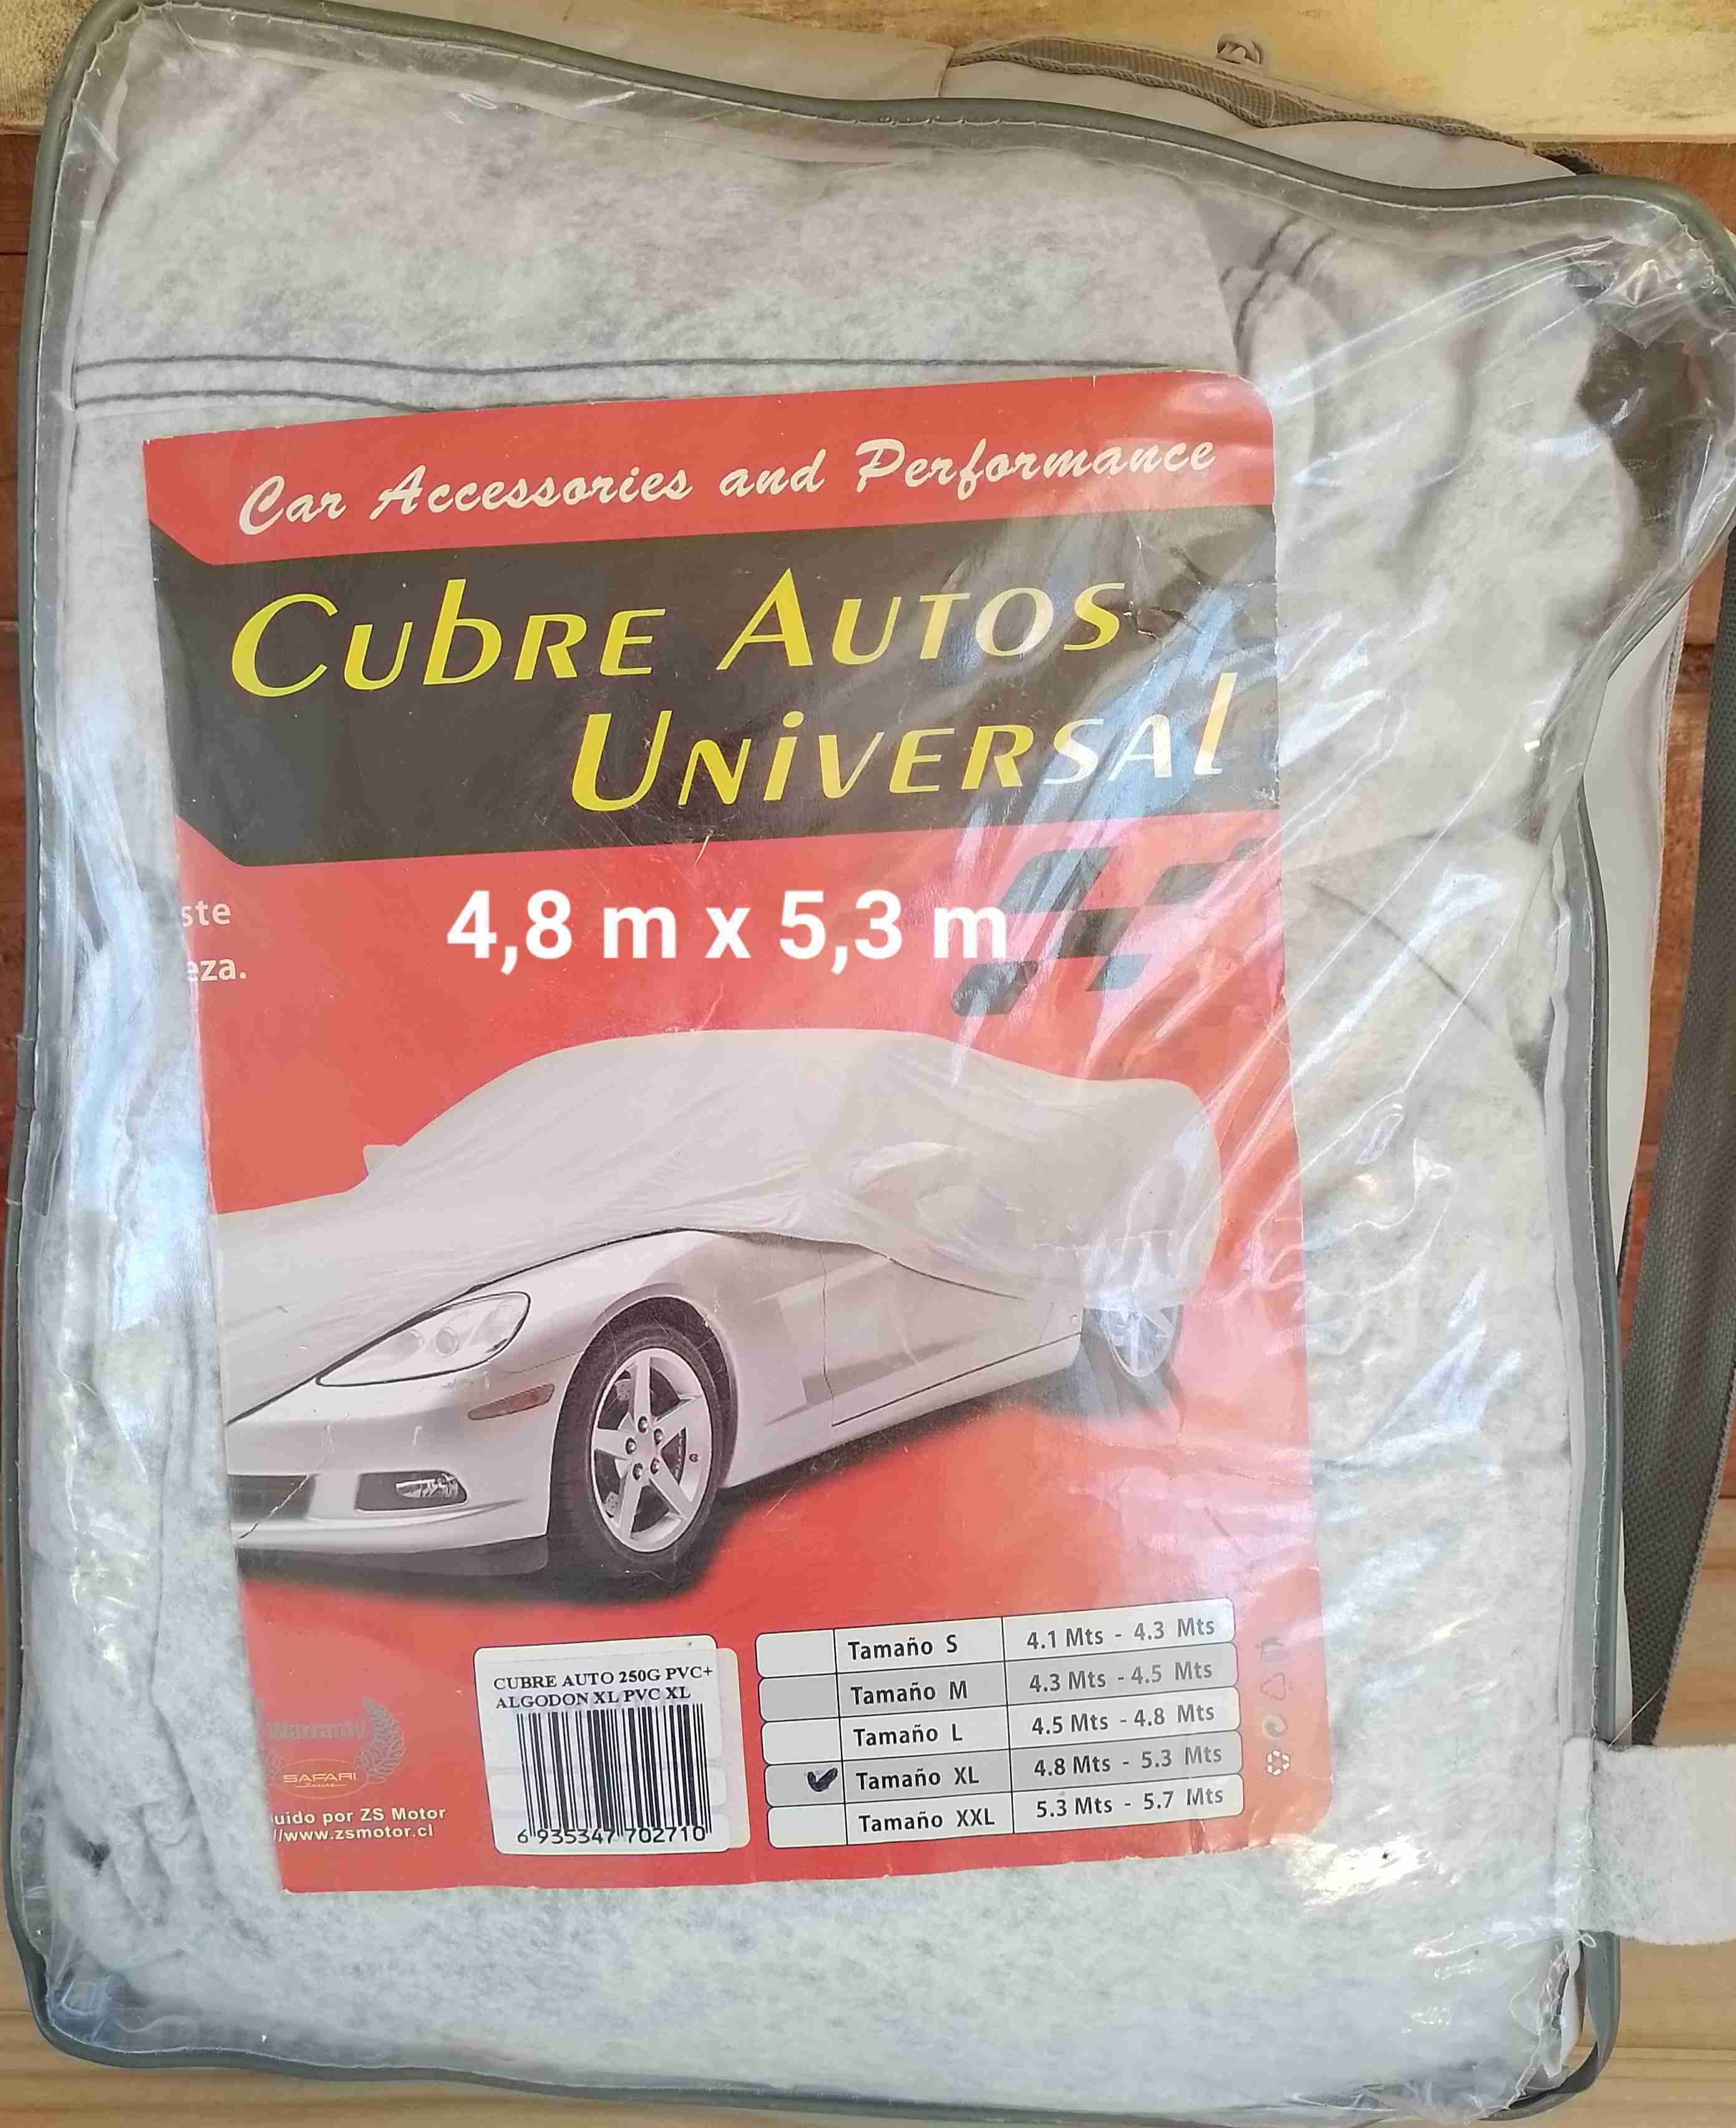 Car Accessories and Performance
CUBRE AUTOS
UNIVERSAL
ste
eza.
4,8 m x 5,3 m
CUBRE AUTO 250G PVC+
ALGODON XL PVC XL
6 935347 702710
Tamaño S 4.1 Mts - 4.3 Mts
Tamaño M 4.3 Mts - 4.5 Mts
Tamaño L 4.5 Mts - 4.8 Mts
Tamaño XL 4.8 Mts - 5.3 Mts
Tamaño XXL 5.3 Mts - 5.7 Mts
Warranty
SAFARI
uido por ZS Motor
//www.zsmotor.cl